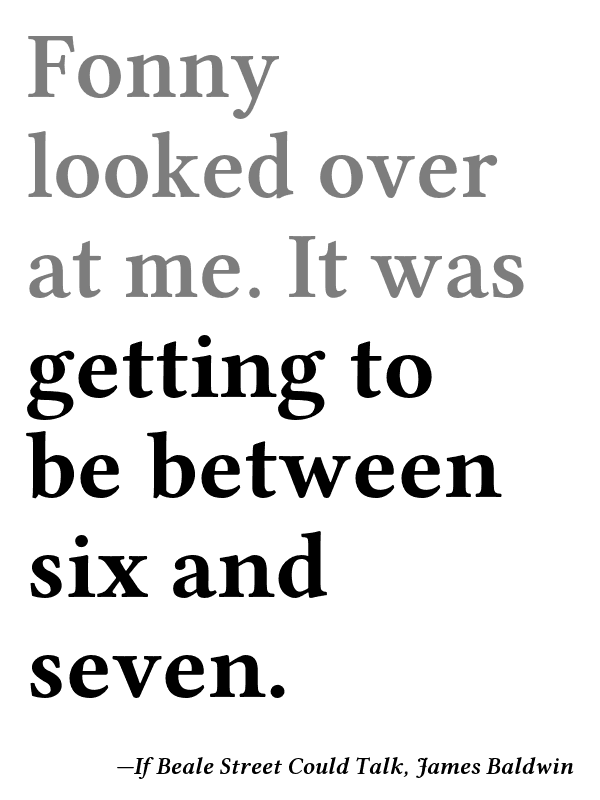 Fonny
looked over
at me. It was
getting to
be between
six and
seven.
—If Beale Street Could Talk, James Baldwin